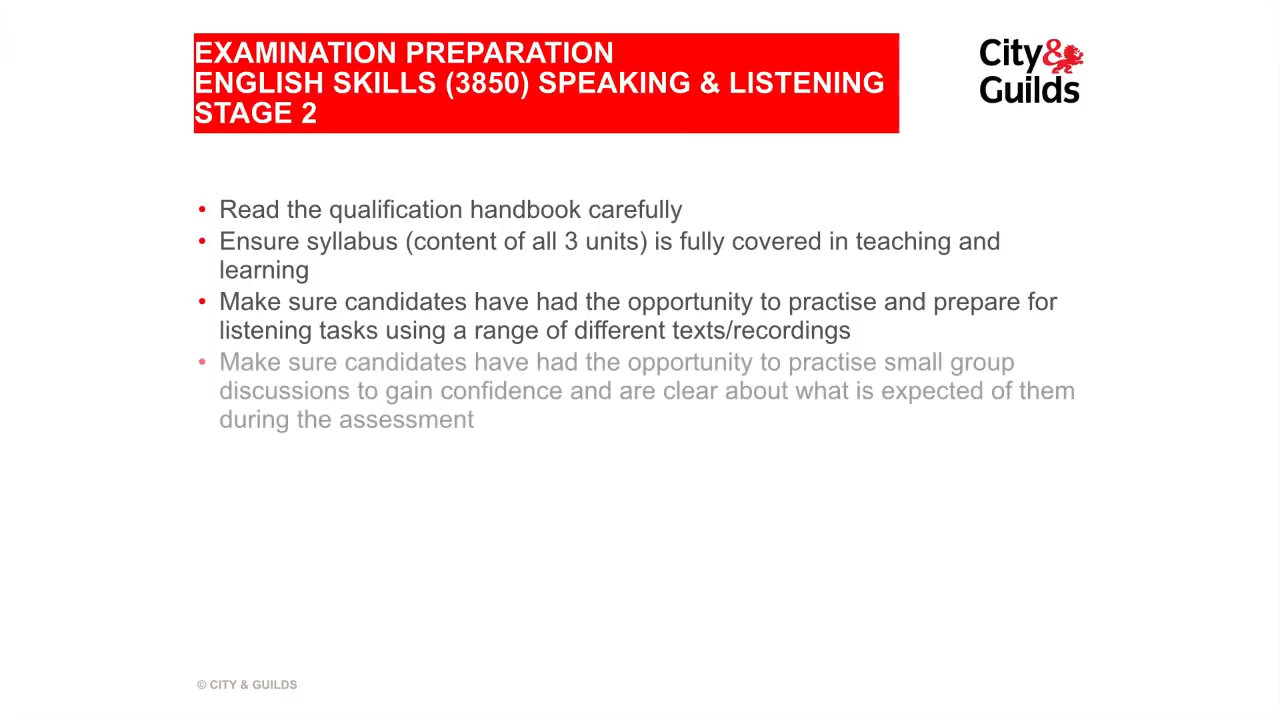 EXAMINATION PREPARATION
ENGLISH SKILLS (3850) SPEAKING & LISTENING
STAGE 2
City&
Guilds
• Read the qualification handbook carefully
• Ensure syllabus (content of all 3 units) is fully covered in teaching and
learning
• Make sure candidates have had the opportunity to practise and prepare for
listening tasks using a range of different texts/recordings
• Make sure candidates have had the opportunity to practise small group
discussions to gain confidence and are clear about what is expected of them
during the assessment
© CITY & GUILDS